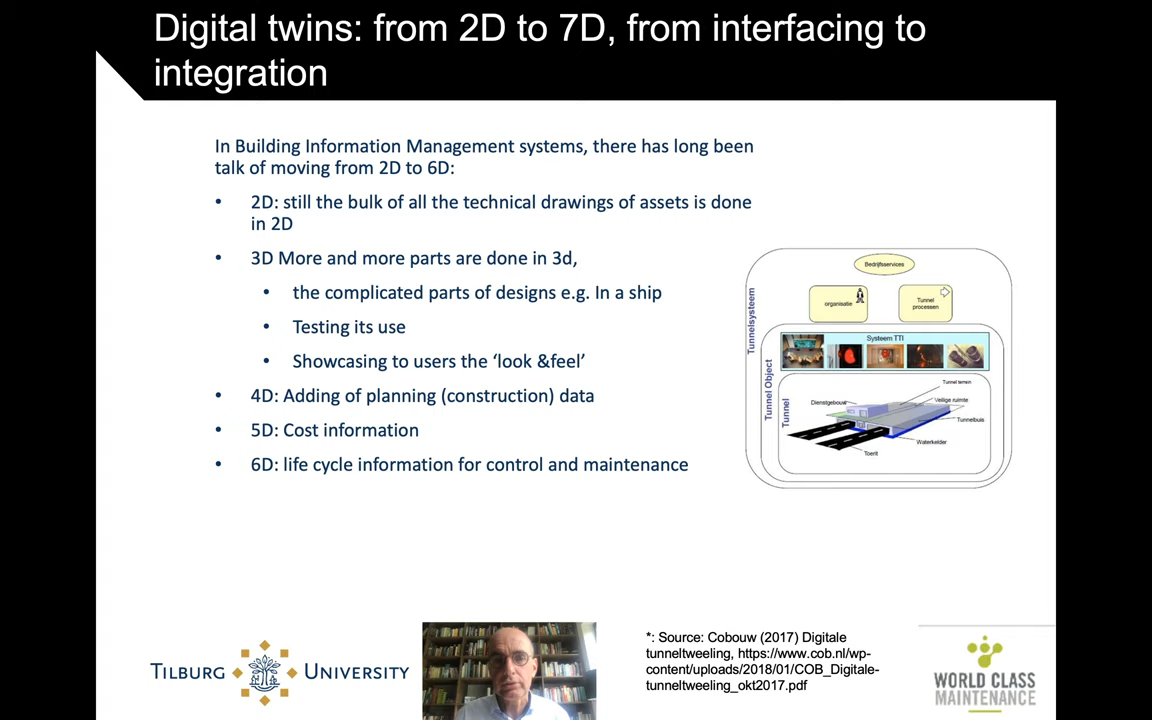 Digital twins: from 2D to 7D, from interfacing to
integration
In Building Information Management systems, there has long been
talk of moving from 2D to 6D:
• 2D: still the bulk of all the technical drawings of assets is done
in 2D
• 3D More and more parts are done in 3d,
• the complicated parts of designs e.g. In a ship
• Testing its use
• Showcasing to users the ‘look &feel’
• 4D: Adding of planning (construction) data
• 5D: Cost information
• 6D: life cycle information for control and maintenance
Tunnelsysteem
Bedrijfsservices
organisatie
Tunnel
processen
Tunnel Object
Systeem TTI
Tunnel
Tunnel terrein
Dienstgebouw
Veilige ruimte
Tunnelbuis
Waterkelder
Toerit
TILBURG UNIVERSITY
*: Source: Cobouw (2017) Digitale
tunneltweeling, https://www.cob.nl/wp-
content/uploads/2018/01/COB_Digitale-
tunneltweeling_okt2017.pdf
WORLD CLASS
MAINTENANCE